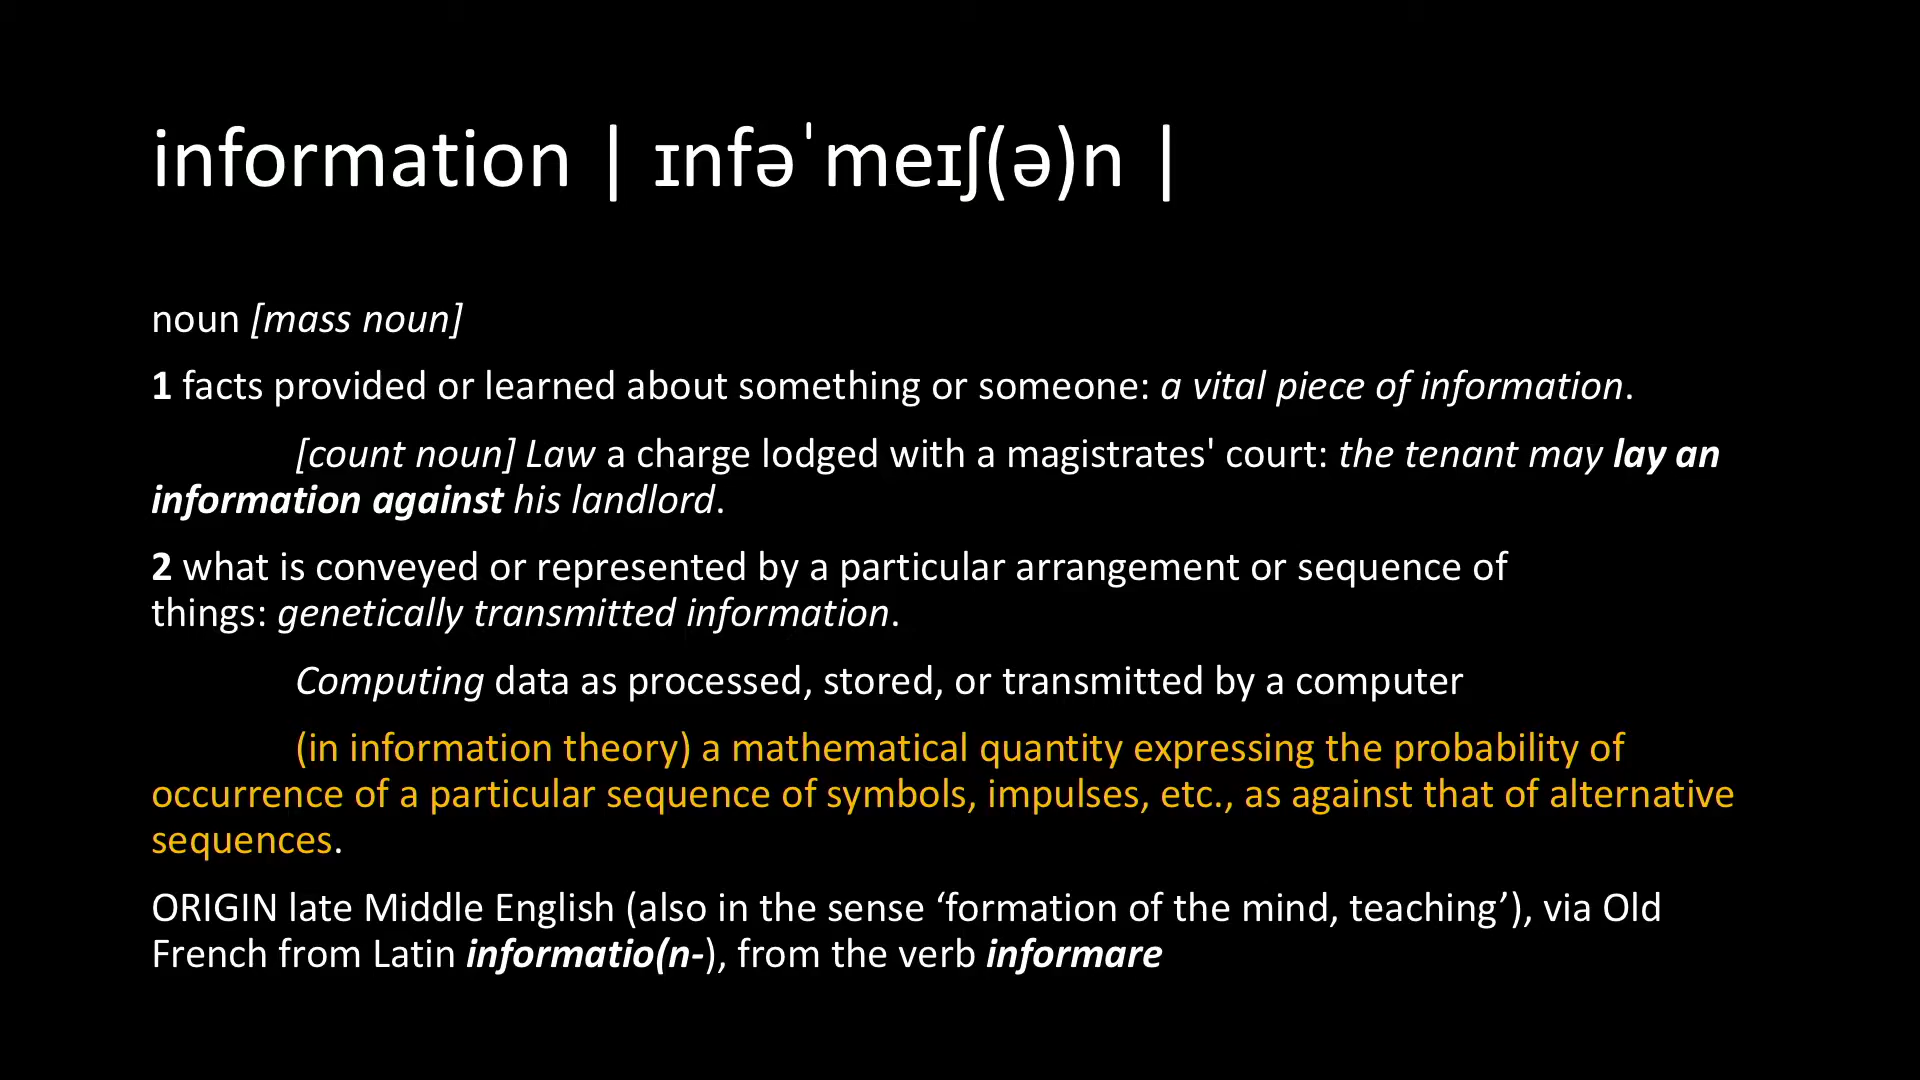 information | ɪnfəˈmeɪʃ(ə)n |
noun [mass noun]
1 facts provided or learned about something or someone: a vital piece of information.
[count noun] Law a charge lodged with a magistrates' court: the tenant may lay an
information against his landlord.
2 what is conveyed or represented by a particular arrangement or sequence of
things: genetically transmitted information.
Computing data as processed, stored, or transmitted by a computer
(in information theory) a mathematical quantity expressing the probability of
occurrence of a particular sequence of symbols, impulses, etc., as against that of alternative
sequences.
ORIGIN late Middle English (also in the sense ‘formation of the mind, teaching’), via Old
French from Latin informatio(n-), from the verb informare